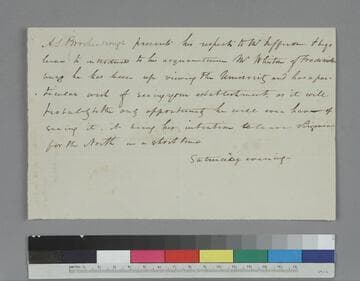 A S Brockenbrough presents his respects to Mr Jefferson & begs
leave to introduce to his acquaintance Mr Whiton of Fredericks
burg he has been up viewing the University and has a par-
ticular wish of seeing your establishment, as it will
probably be the only opportunity he will ever have of
seeing it. it being his intention to leave Virginia
for the North in a short time
Saturday evening